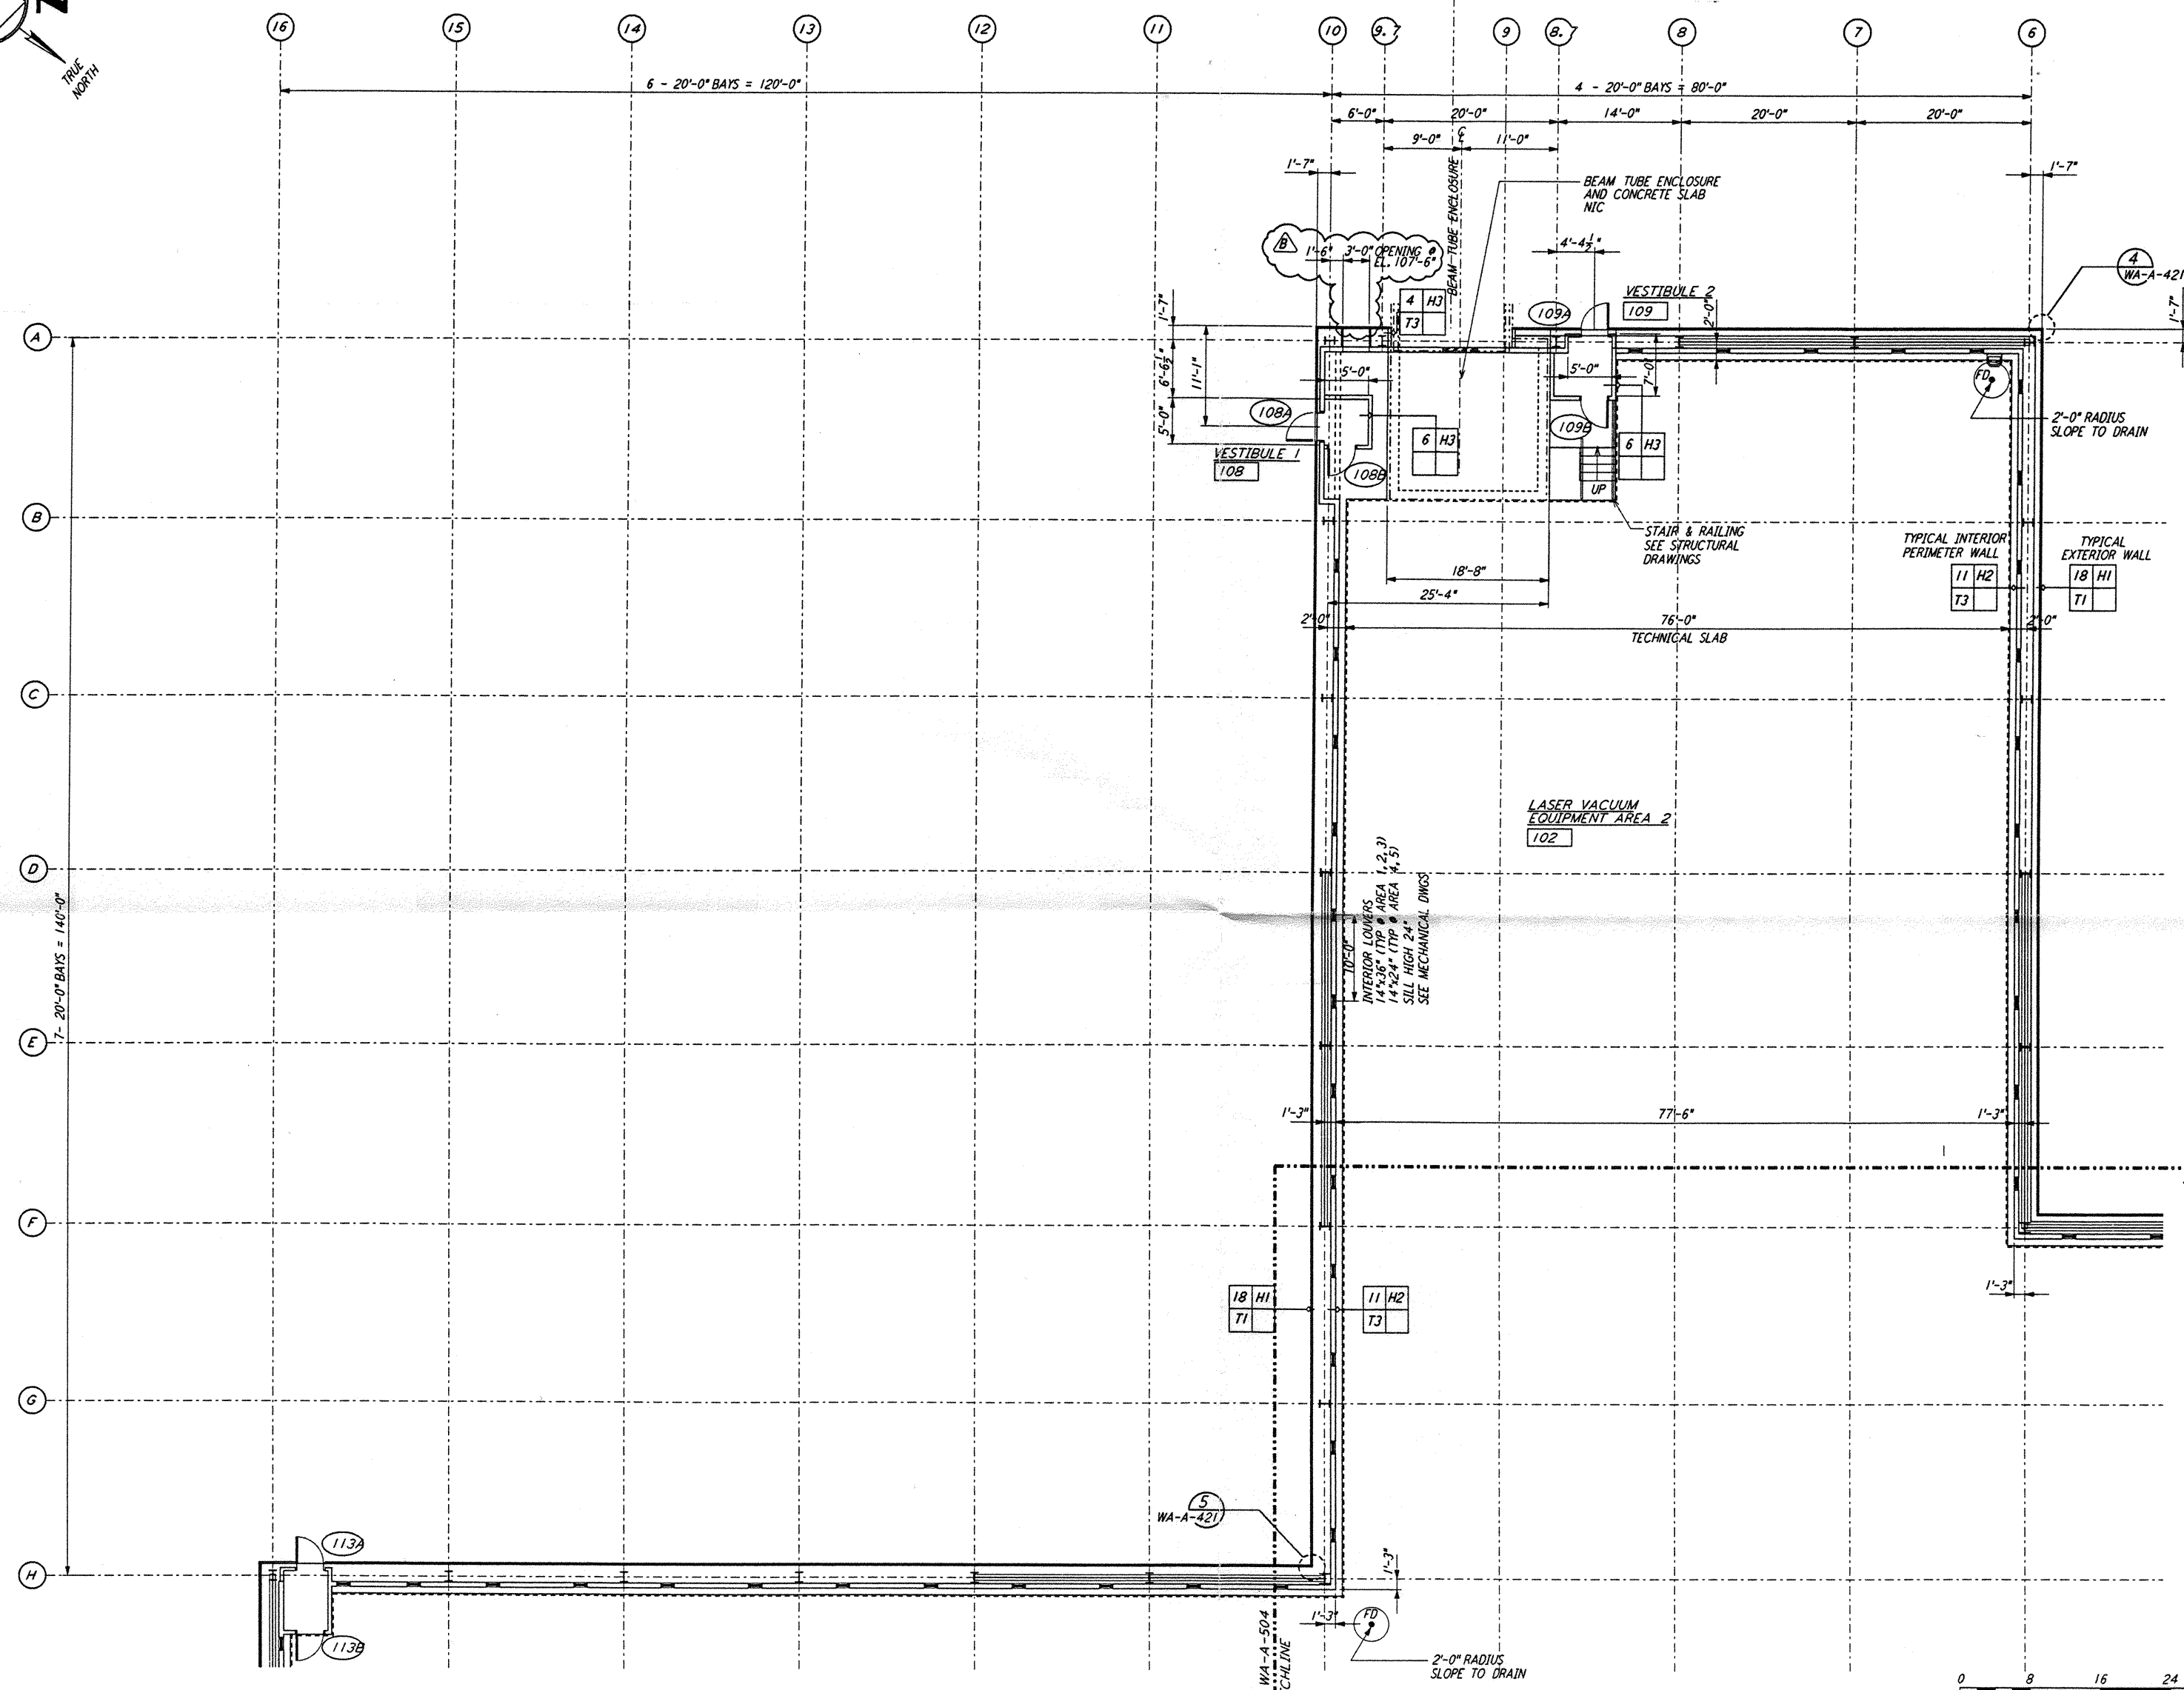 TRUE
NORTH
16
15
14
13
12
11
10
9.7
9
8.7
8
7
6
6 - 20'-0" BAYS = 120'-0"
4 - 20'-0" BAYS = 80'-0"
6'-0"
20'-0"
14'-0"
20'-0"
20'-0"
9'-0"
11'-0"
1'-7"
1'-7"
BEAM TUBE ENCLOSURE
BEAM TUBE ENCLOSURE
AND CONCRETE SLAB
NIC
B
1'-6"
3'-0" OPENING @
EL. 107'-6"
4'-4½"
4
WA-A-421
4 H3
T3
109A
VESTIBULE 2
109
2'-0"
1'-7"
1'-7"
A
6'-6½"
11'-1"
5'-0"
5'-0"
5'-0"
7'-0"
FD
2'-0" RADIUS
SLOPE TO DRAIN
108A
VESTIBULE 1
108
108B
6 H3
109B
6 H3
UP
B
STAIR & RAILING
SEE STRUCTURAL
DRAWINGS
TYPICAL INTERIOR
PERIMETER WALL
11 H2
T3
TYPICAL
EXTERIOR WALL
18 H1
T1
18'-8"
25'-4"
2'-0"
76'-0"
TECHNICAL SLAB
2'-0"
C
LASER VACUUM
EQUIPMENT AREA 2
102
D
7- 20'-0" BAYS = 140'-0"
10'-0"
INTERIOR LOUVERS
14"x36" (TYP @ AREA 1,2,3)
14"x24" (TYP @ AREA 4,5)
SILL HIGH 24"
SEE MECHANICAL DWGS
E
1'-3"
77'-6"
1'-3"
F
1'-3"
18 H1
T1
11 H2
T3
G
5
WA-A-421
113A
H
1'-3"
113B
1'-3"
FD
2'-0" RADIUS
SLOPE TO DRAIN
WA-A-504
0 8 16 24